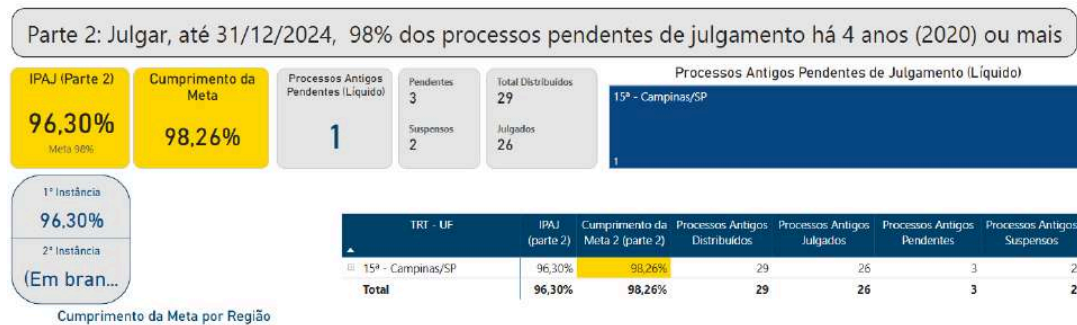 Parte 2: Julgar, até 31/12/2024, 98% dos processos pendentes de julgamento há 4 anos (2020) ou mais
IPAJ (Parte 2)
96,30%
Meta 98%
Cumprimento da
Meta
98,26%
Processos Antigos
Pendentes (Líquido)
1
Pendentes
3
Suspensos
2
Total Distribuídos
29
Julgados
26
Processos Antigos Pendentes de Julgamento (Líquido)
15ª - Campinas/SP
1
1ª Instância
96,30%
2ª Instância
(Em bran...
TRT - UF IPAJ Cumprimento da Processos Antigos Processos Antigos Processos Antigos Processos Antigos
(parte 2) Meta 2 (parte 2) Distribuídos Julgados Pendentes Suspensos
15ª - Campinas/SP 96,30% 98,26% 29 26 3 2
Total 96,30% 98,26% 29 26 3 2
Cumprimento da Meta por Região